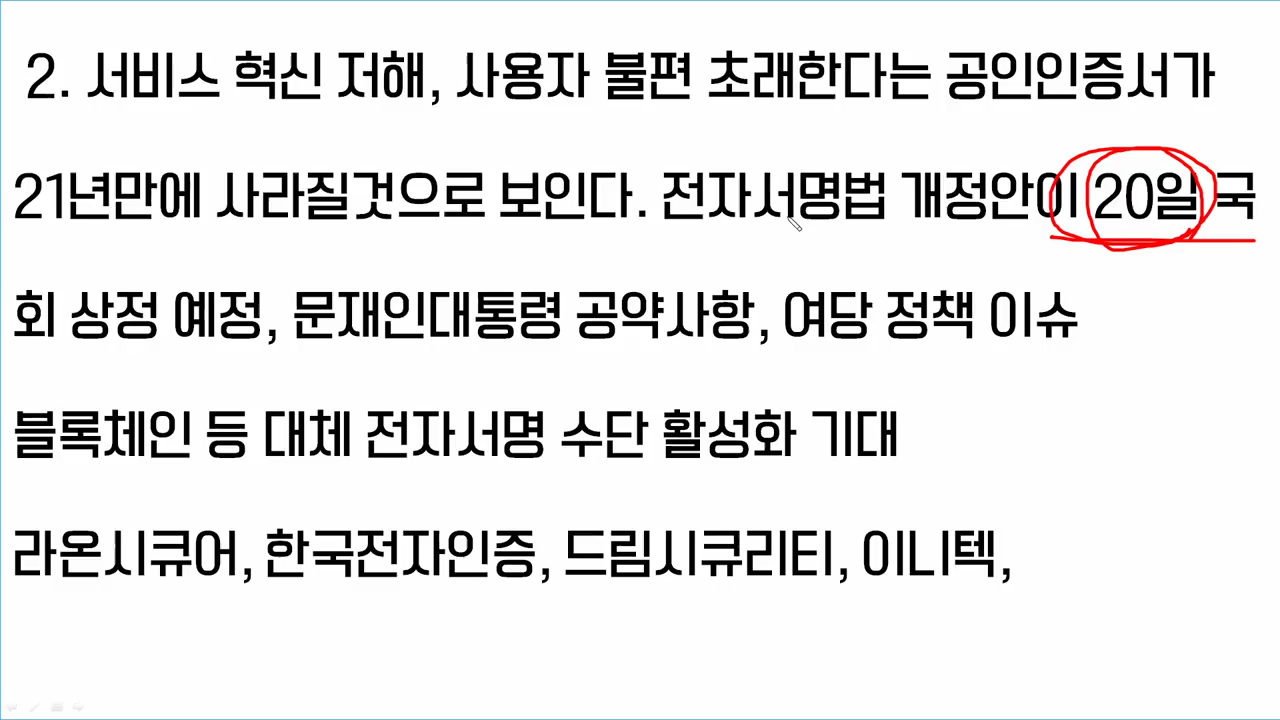 2. 서비스 혁신 저해, 사용자 불편 초래한다는 공인인증서가
21년만에 사라질것으로 보인다. 전자서명법 개정안이 20일 국
회 상정 예정, 문재인대통령 공약사항, 여당 정책 이슈
블록체인 등 대체 전자서명 수단 활성화 기대
라온시큐어, 한국전자인증, 드림시큐리티, 이니텍,